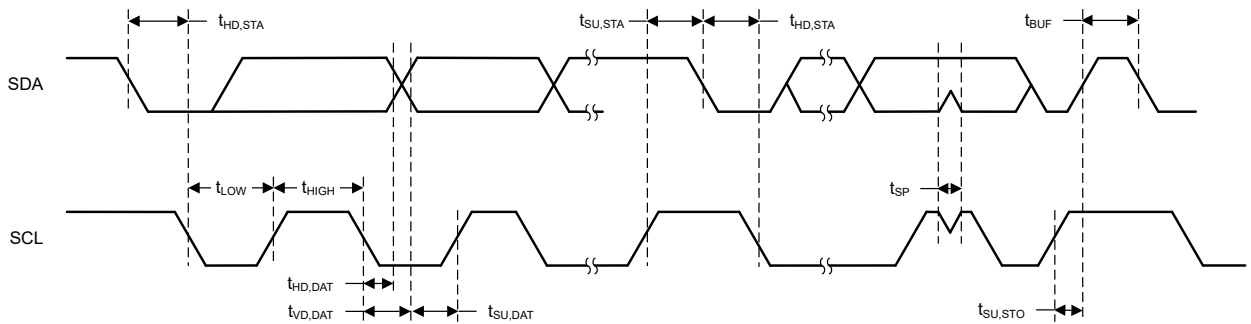 tHD,STA
tSU,STA
tHD,STA
tBUF
SDA
tLOW
tHIGH
tSP
SCL
tHD,DAT
tVD,DAT
tSU,DAT
tSU,STO